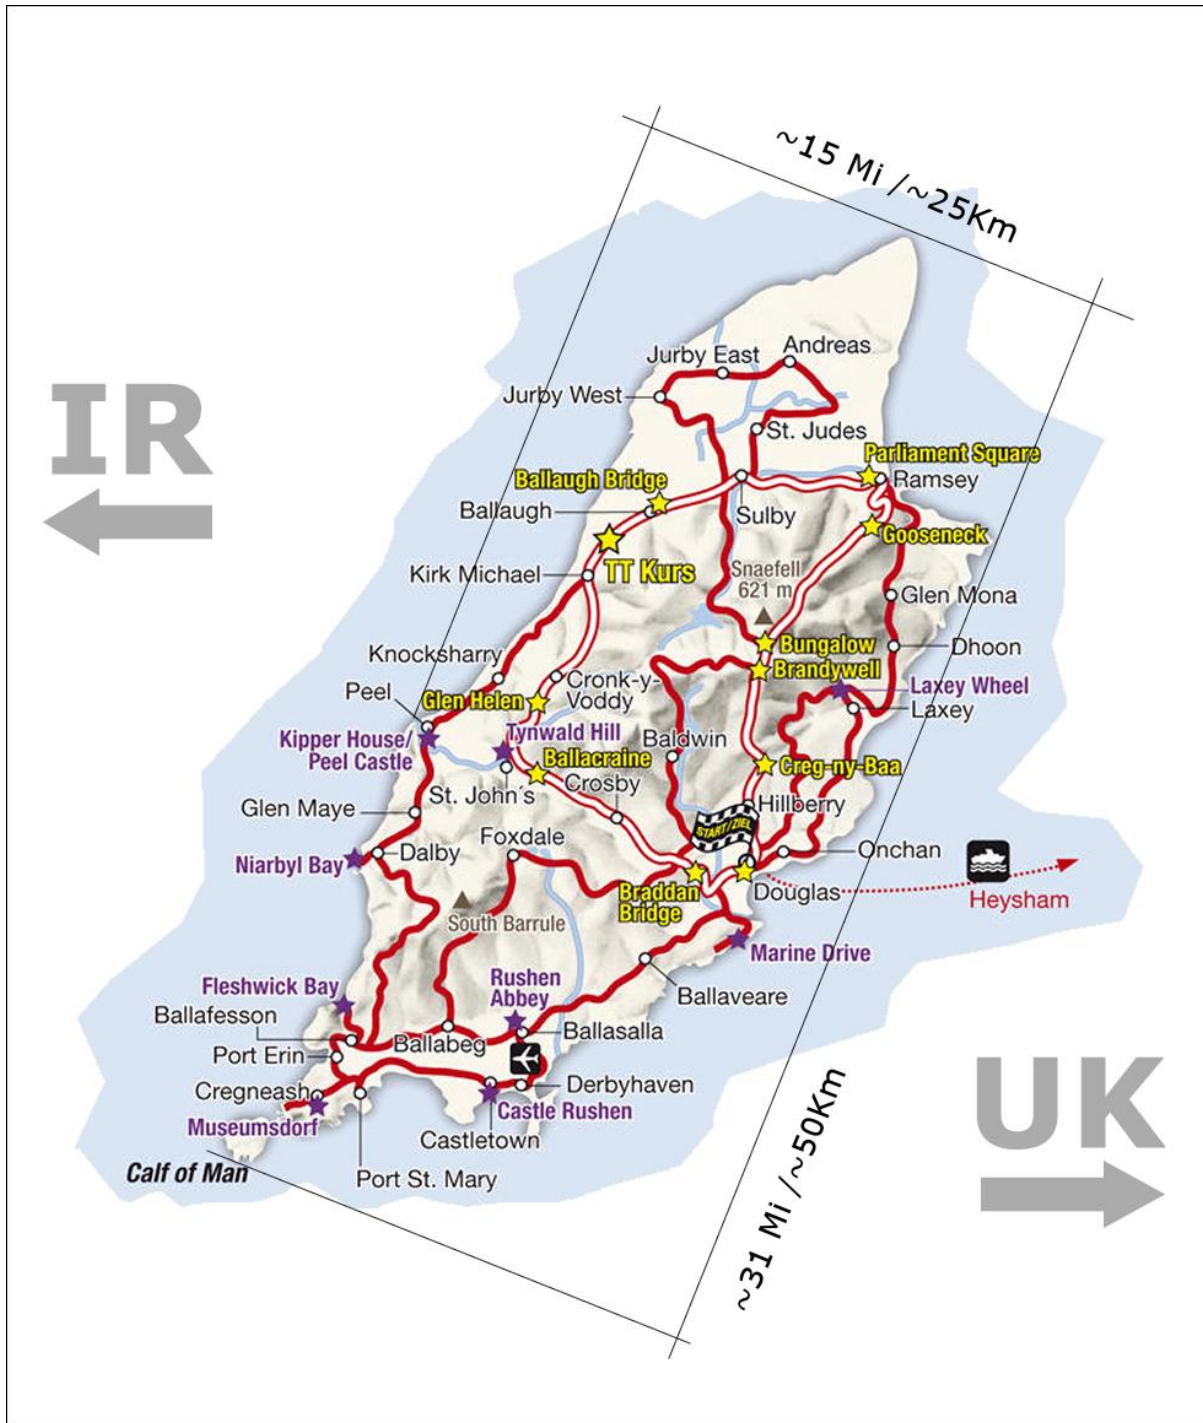 ~15 Mi /~25Km
IR
Jurby East
Andreas
Jurby West
St. Judes
Parliament Square
Ramsey
Ballaugh Bridge
Ballaugh
Sulby
Gooseneck
TT Kurs
Kirk Michael
Snaefell
621 m
Glen Mona
Bungalow
Dhoon
Knocksharry
Brandywell
Peel
Glen Helen
Cronk-y-
Voddy
Laxey Wheel
Laxey
Kipper House/
Peel Castle
Tynwald Hill
Baldwin
Ballacraine
Creg-ny-Baa
St. John´s
Crosby
Glen Maye
Hillberry
START/ZIEL
Foxdale
Niarbyl Bay
Dalby
Onchan
Braddan
Bridge
Douglas
Heysham
South Barrule
Marine Drive
Fleshwick Bay
Rushen
Abbey
Ballaveare
Ballafesson
Ballabeg
Ballasalla
Port Erin
Cregneash
Derbyhaven
Museumsdorf
Castle Rushen
Castletown
UK
Calf of Man
Port St. Mary
~31 Mi /~50Km